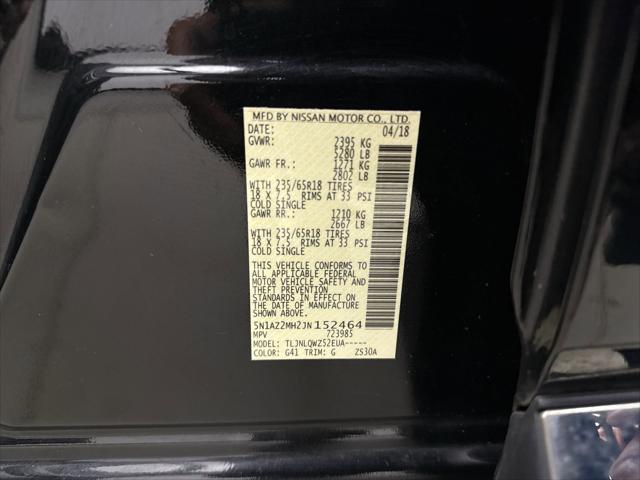 MFD BY NISSAN MOTOR CO., LTD.
DATE: 04/18
GVWR: 2395 KG
5280 LB
GAWR FR.: 1271 KG
2802 LB
WITH 235/65R18 TIRES
18 X 7.5 RIMS AT 33 PSI
COLD SINGLE
GAWR RR.: 1210 KG
2667 LB
WITH 235/65R18 TIRES
18 X 7.5 RIMS AT 33 PSI
COLD SINGLE
THIS VEHICLE CONFORMS TO
ALL APPLICABLE FEDERAL
MOTOR VEHICLE SAFETY AND
THEFT PREVENTION
STANDARDS IN EFFECT ON THE
DATE OF MANUFACTURE
SHOWN ABOVE.
5N1AZ2MH2JN152464
MPV 723985
MODEL: TLJNLQWZ52EUA-----
COLOR: G41 TRIM: G ZS30A